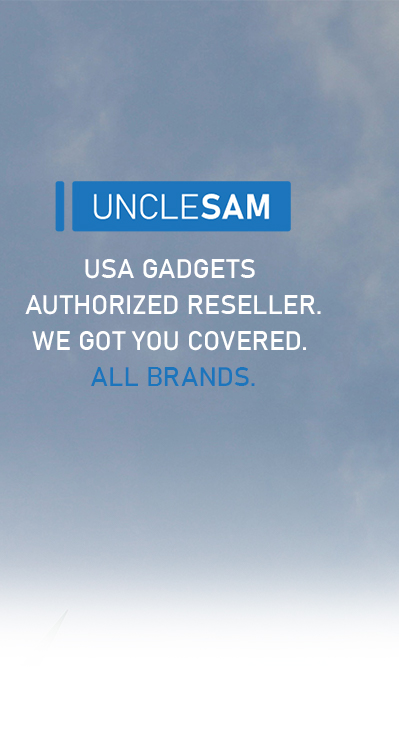 UNCLESAM
USA GADGETS
AUTHORIZED RESELLER.
WE GOT YOU COVERED.
ALL BRANDS.